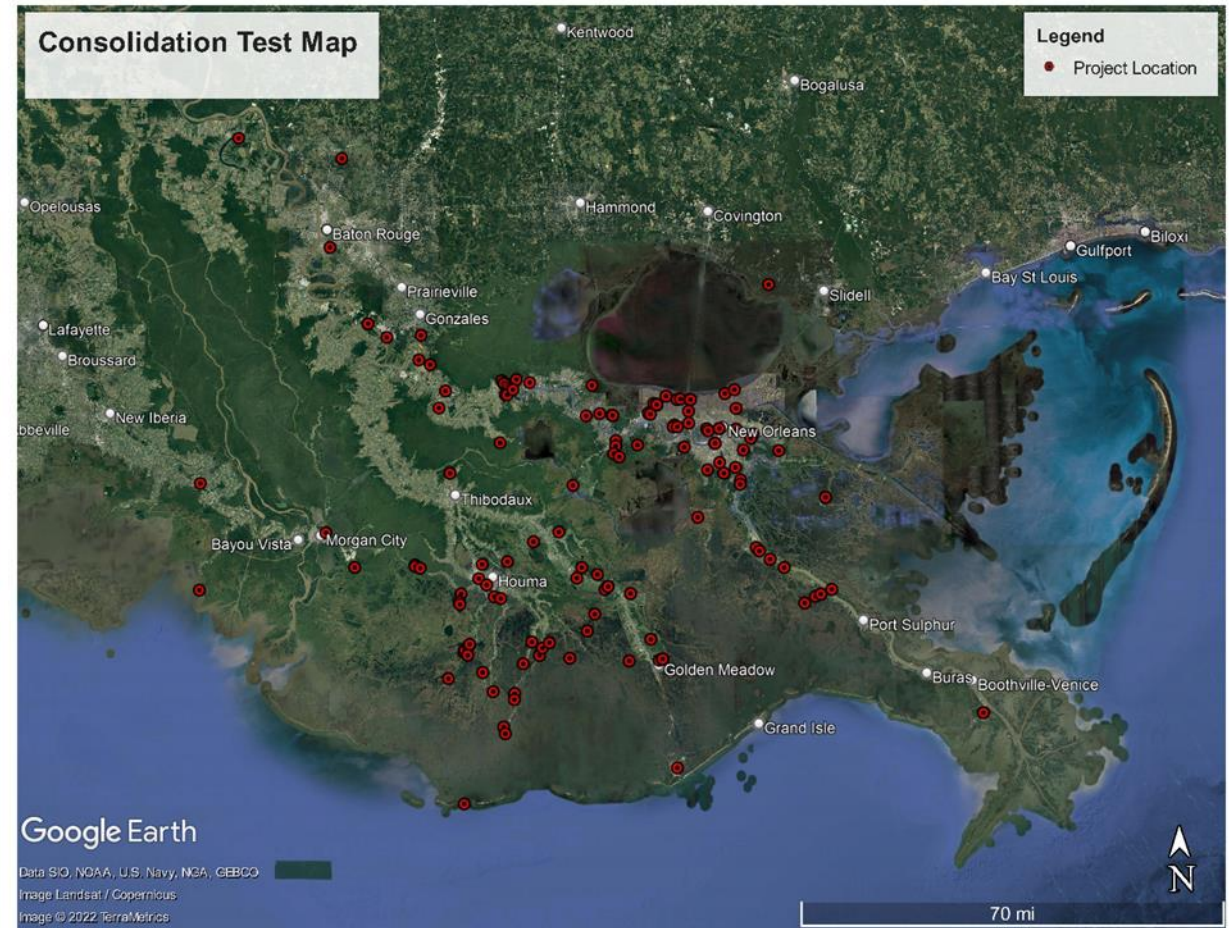 Consolidation Test Map
Legend
Project Location
Kentwood
Bogalusa
Opelousas
Hammond
Covington
Baton Rouge
Biloxi
Gulfport
Bay St Louis
Prairieville
Slidell
Gonzales
Lafayette
Broussard
New Iberia
bbeville
New Orleans
Thibodaux
Bayou Vista
Morgan City
Houma
Port Sulphur
Golden Meadow
Buras
Boothville-Venice
Grand Isle
Google Earth
Data SIO, NOAA, U.S. Navy, NGA, GEBCO
Image Landsat / Copernicus
Image © 2022 TerraMetrics
N
70 mi